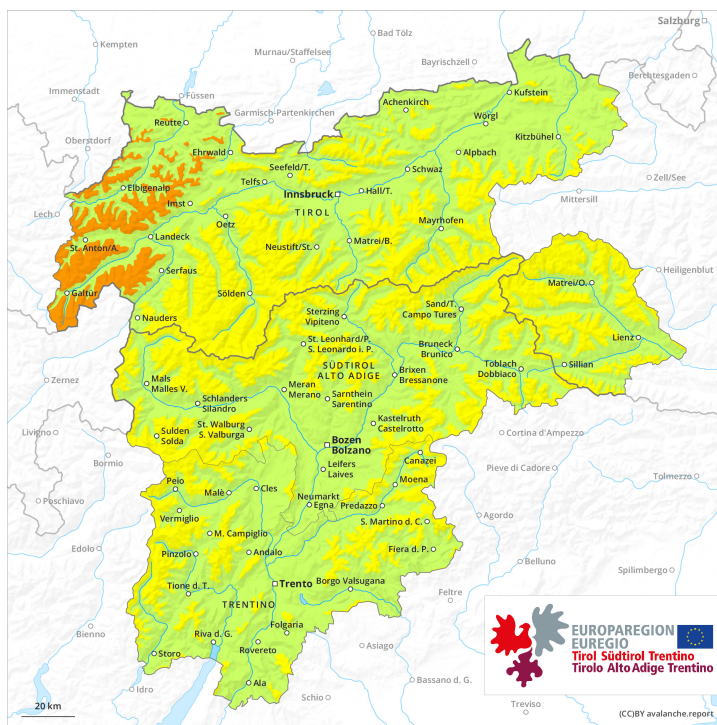 Salzburg
Kempten
Bad Tölz
Murnau/Staffelsee
Bayrischzell
Berchtesgaden
Immenstadt
Füssen
Garmisch-Partenkirchen
Achenkirch
Kufstein
Oberstdorf
Reutte
Wörgl
Kitzbühel
Ehrwald
Seefeld/T.
Alpbach
Telfs
Schwaz
Zell/See
Elbigenalp
Innsbruck
Hall/T.
Mittersill
Lech
Imst
TIROL
Oetz
Mayrhofen
St. Anton/A.
Landeck
Neustift/St.
Matrei/B.
Serfaus
Heiligenblut
Galtür
Sölden
Matrei/O.
Nauders
Sterzing
Vipiteno
Sand/T.
Campo Tures
Lienz
St. Leonhard/P.
S. Leonardo i. P.
Bruneck
Brunico
Sillian
SÜDTIROL
ALTO ADIGE
Toblach
Dobbiaco
Zernez
Mals
Malles V.
Meran
Merano
Brixen
Bressanone
Schlanders
Silandro
Sarnthein
Sarentino
Livigno
St. Walburg
S. Valburga
Kastelruth
Castelrotto
Sulden
Solda
Bozen
Bolzano
Cortina d'Ampezzo
Bormio
Leifers
Laives
Canazei
Pieve di Cadore
Tolmezzo
Poschiavo
Peio
Malè
Cles
Neumarkt
Egna
Moena
Predazzo
Vermiglio
Agordo
S. Martino d. C.
M. Campiglio
Edolo
Pinzolo
Andalo
Fiera d. P.
Belluno
Spilimbergo
Tione d. T.
Trento
Borgo Valsugana
Feltre
TRENTINO
Bienno
Folgaria
Riva d. G.
Storo
Rovereto
Asiago
Idro
Ala
Schio
Bassano d. G.
Treviso
20 km
EUROPAREGION
EUREGIO
Tirol Südtirol Trentino
Tirolo Alto Adige Trentino
(CC)BY avalanche.report